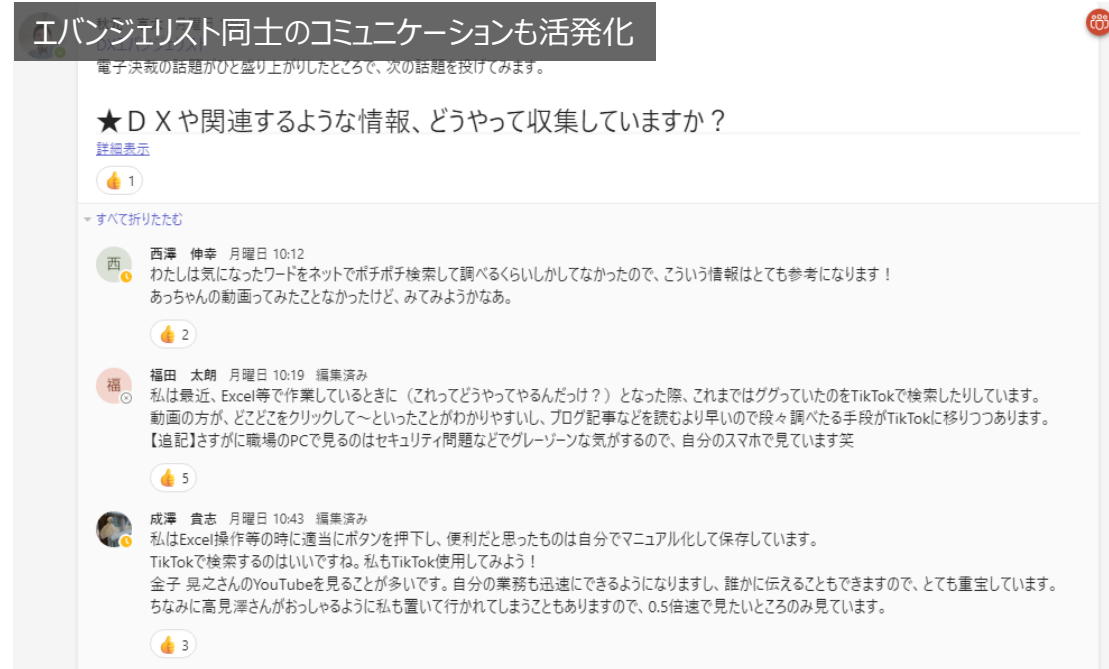 エバンジェリスト同士のコミュニケーションも活発化
電子決裁の話題がひと盛り上がりしたところで、次の話題を投げてみます。
★ＤＸや関連するような情報、どうやって収集していますか？
詳細表示
1
すべて折りたたむ
西
西澤　伸幸 月曜日 10:12
わたしは気になったワードをネットでポチポチ検索して調べるくらいしかしてなかったので、こういう情報はとても参考になります！
あっちゃんの動画ってみたことなかったけど、みてみようかなあ。
2
福
福田　太朗 月曜日 10:19 編集済み
私は最近、Excel等で作業しているときに（これってどうやってやるんだっけ？）となった際、これまではググっていたのをTikTokで検索したりしています。
動画の方が、どこどこをクリックして～といったことがわかりやすいし、ブログ記事などを読むより早いので段々調べたる手段がTikTokに移りつつあります。
【追記】さすがに職場のPCで見るのはセキュリティ問題などでグレーゾーンな気がするので、自分のスマホで見ています笑
5
成澤　貴志 月曜日 10:43 編集済み
私はExcel操作等の時に適当にボタンを押下し、便利だと思ったものは自分でマニュアル化して保存しています。
TikTokで検索するのはいいですね。私もTikTok使用してみよう！
金子 晃之さんのYouTubeを見ることが多いです。自分の業務も迅速にできるようになりますし、誰かに伝えることもできますので、とても重宝しています。
ちなみに高見澤さんがおっしゃるように私も置いて行かれてしまうこともありますので、0.5倍速で見たいところのみ見ています。
3